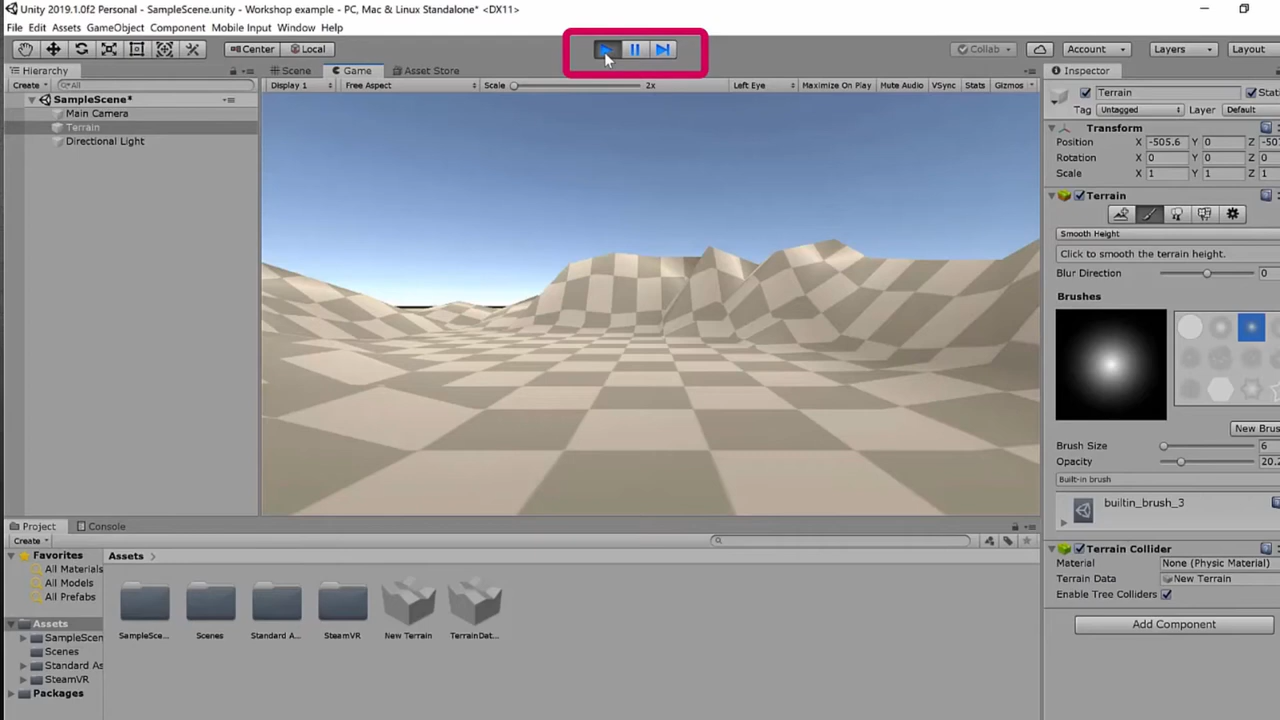 Unity 2019.1.0f2 Personal - SampleScene.unity - Workshop example - PC, Mac & Linux Standalone* <DX11>
File Edit Assets GameObject Component Mobile Input Window Help
Center Local Collab Account Layers Layout
Hierarchy Scene Game Asset Store Inspector
Create All Display 1 Free Aspect Scale 2x Left Eye Maximize On Play Mute Audio VSync Stats Gizmos
SampleScene*
Main Camera
Terrain
Directional Light
Terrain Stati
Tag Untagged Layer Default
Transform
Position X -505.6 Y 0 Z -50
Rotation X 0 Y 0 Z 0
Scale X 1 Y 1 Z 1
Terrain
Smooth Height
Click to smooth the terrain height.
Blur Direction 0
Brushes
New Brus
Brush Size 6
Opacity 20.2
Built-in brush
builtin_brush_3
Terrain Collider
Material None (Physic Material)
Terrain Data New Terrain
Enable Tree Colliders
Add Component
Project Console
Create
Favorites
All Materials
All Models
All Prefabs
Assets
SampleScen
Scenes
Standard As
SteamVR
Packages
Assets
SampleSce... Scenes Standard A... SteamVR New Terrain TerrainDat...